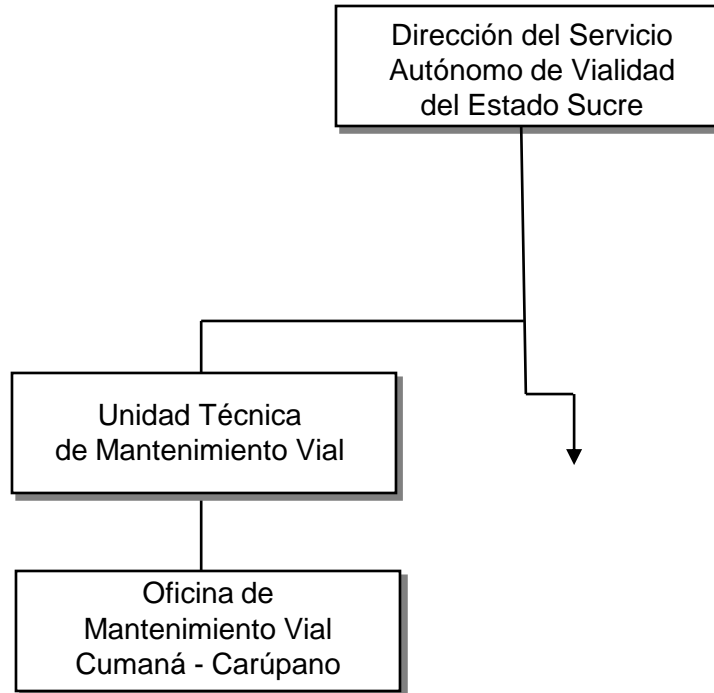 Dirección del Servicio
Autónomo de Vialidad
del Estado Sucre
Unidad Técnica
de Mantenimiento Vial
Oficina de
Mantenimiento Vial
Cumaná - Carúpano